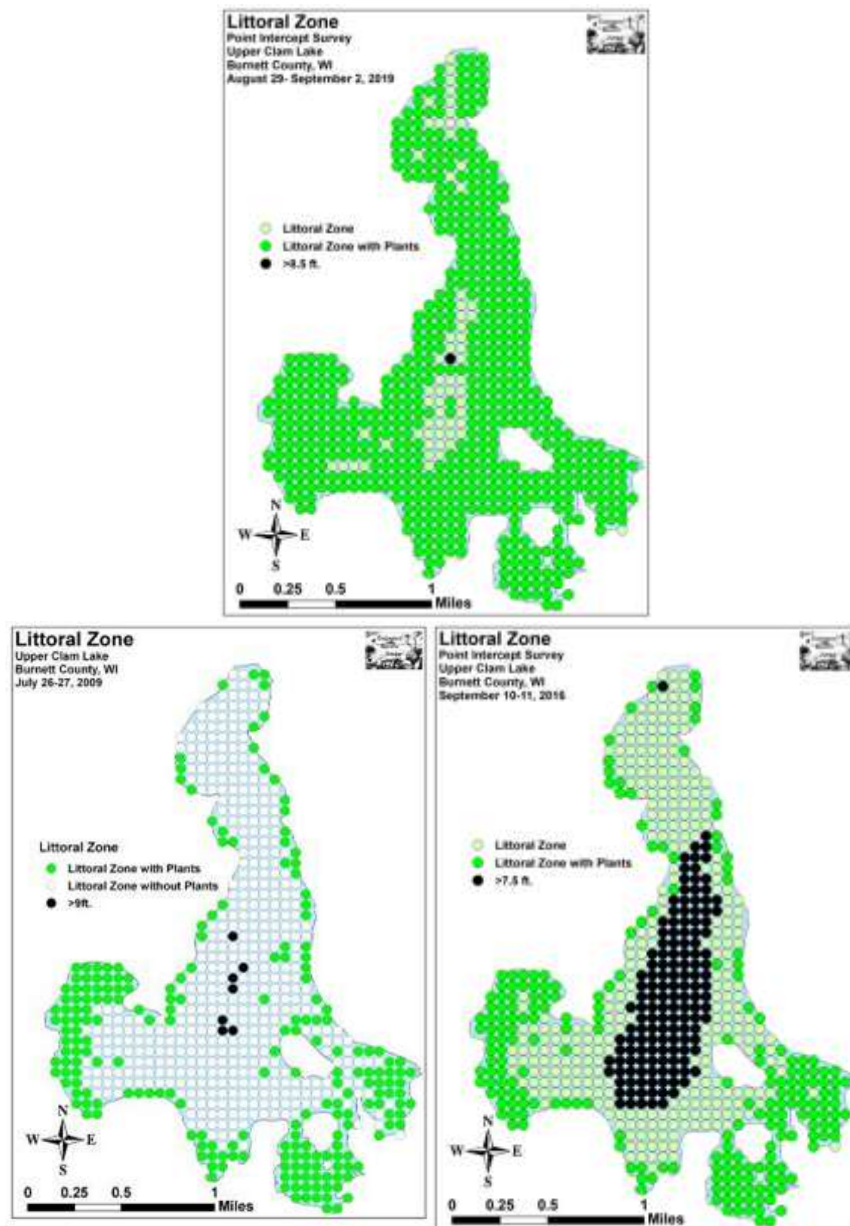 Littoral Zone
Point Intercept Survey
Upper Clam Lake
Burnett County, WI
August 29- September 2, 2019
Littoral Zone
Littoral Zone with Plants
>8.5 ft.
N
W E
S
0 0.25 0.5 1
Miles
Littoral Zone
Upper Clam Lake
Burnett County, WI
July 26-27, 2009
Littoral Zone
Littoral Zone with Plants
Littoral Zone without Plants
>9ft.
N
W E
S
0 0.25 0.5 1
Miles
Littoral Zone
Point Intercept Survey
Upper Clam Lake
Burnett County, WI
September 10-11, 2016
Littoral Zone
Littoral Zone with Plants
>7.5 ft.
N
W E
S
0 0.25 0.5 1
Miles